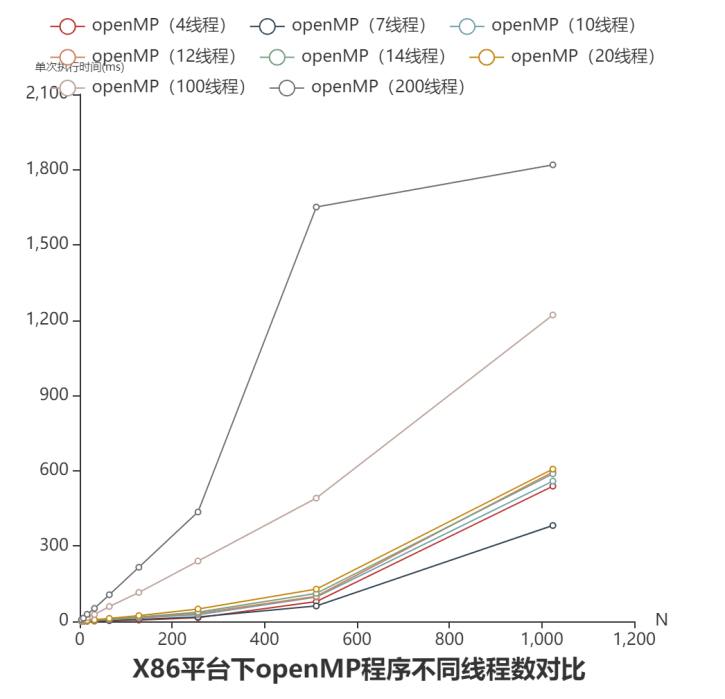 openMP（4线程） openMP（7线程） openMP（10线程）
openMP（12线程） openMP（14线程） openMP（20线程）
单次执行时间(ms)
openMP（100线程） openMP（200线程）
2,100
1,800
1,500
1,200
900
600
300
0
0 200 400 600 800 1,000 1,200
N
X86平台下openMP程序不同线程数对比